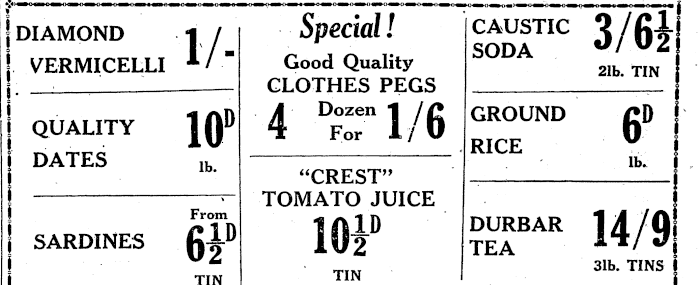 DIAMOND
VERMICELLI
1/-
QUALITY
DATES
10D
lb.
SARDINES
From
6½D
TIN
Special!
Good Quality
CLOTHES PEGS
4 Dozen For 1/6
"CREST"
TOMATO JUICE
10½D
TIN
CAUSTIC
SODA
3/6½
2lb. TIN
GROUND
RICE
6D
lb.
DURBAR
TEA
14/9
3lb. TINS